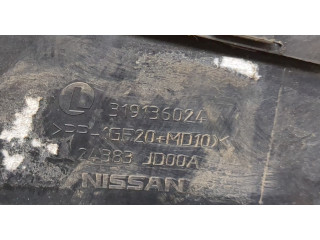 319136024
>PP-(GF20+MD10)<
24383 JD00A
NISSAN